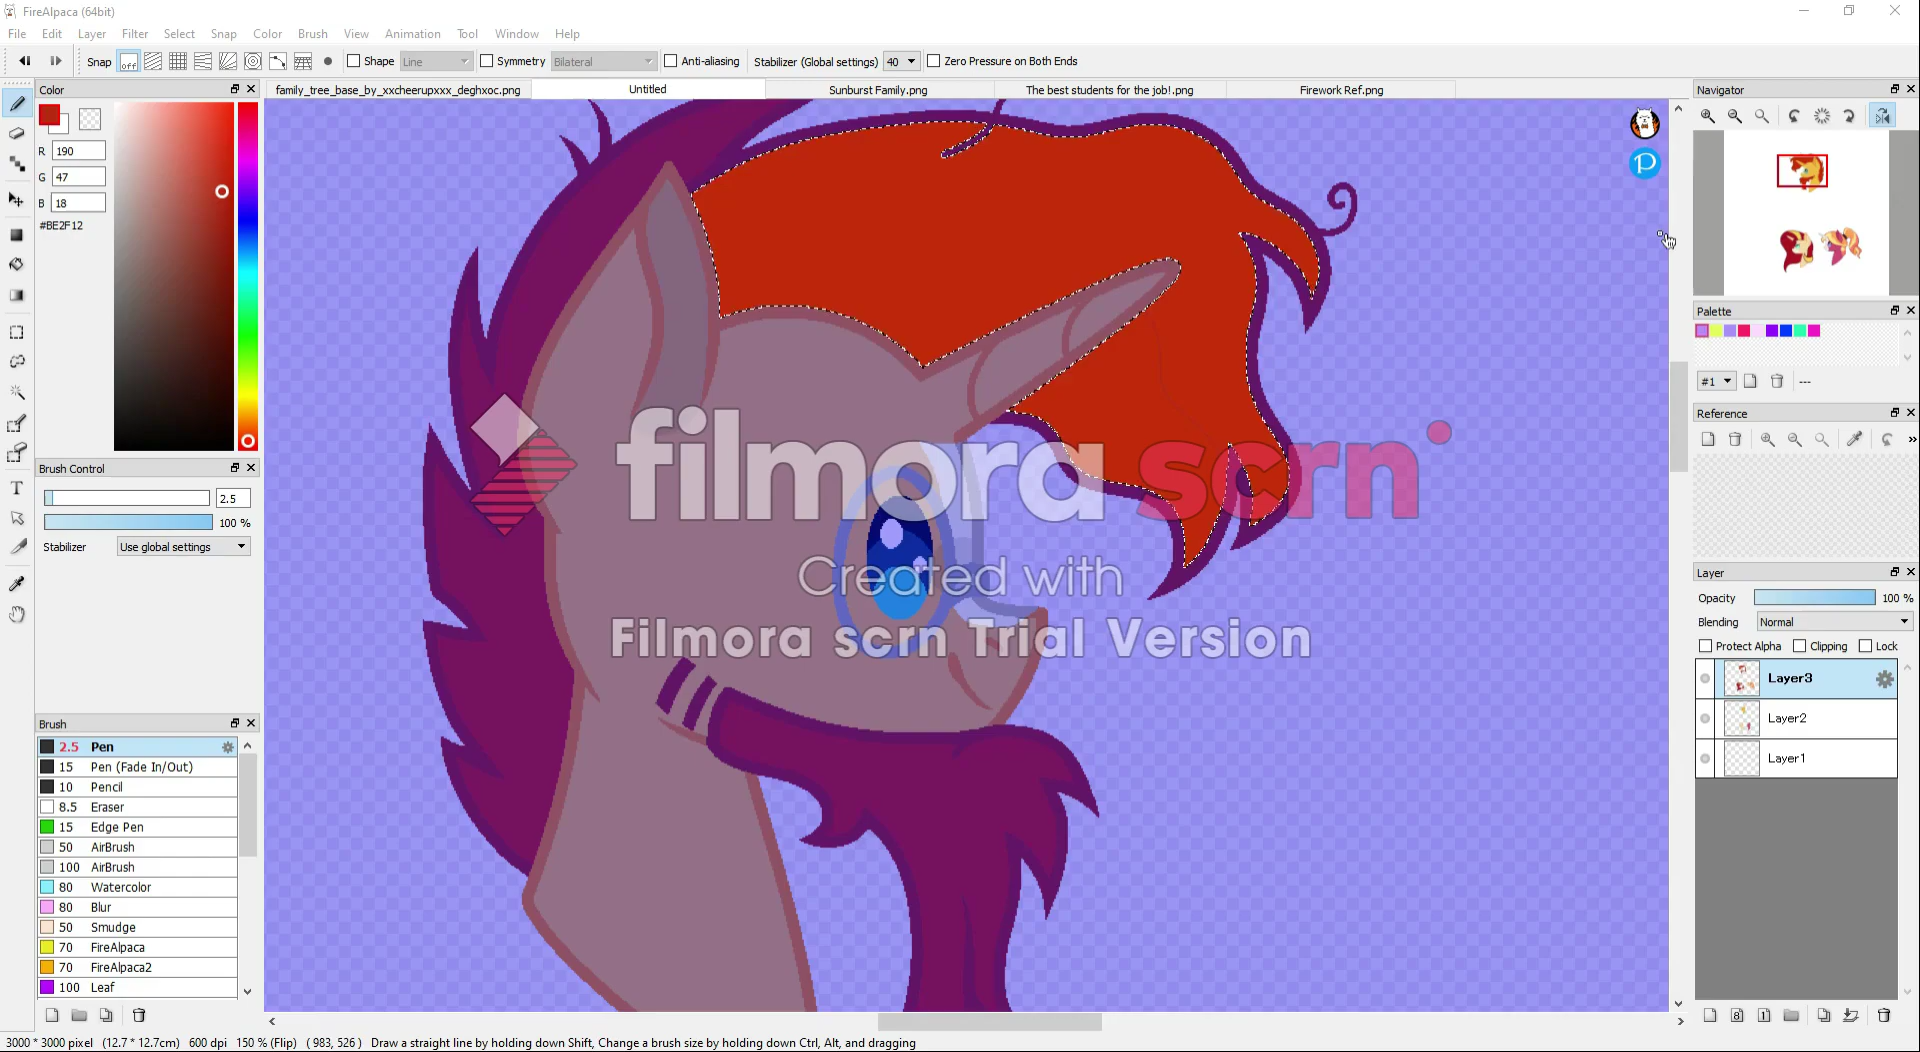 FireAlpaca (64bit)
File Edit Layer Filter Select Snap Color Brush View Animation Tool Window Help
Snap off Shape Line Symmetry Bilateral Anti-aliasing Stabilizer (Global settings) 40 Zero Pressure on Both Ends
Color
family_tree_base_by_xxcheerupxxx_deghxoc.png Untitled Sunburst Family.png The best students for the job!.png Firework Ref.png
Navigator
R 190
G 47
B 18
#BE2F12
Palette
#1 ---
Reference
Brush Control
2.5
100 %
Stabilizer Use global settings
filmora scrn
Created with
Filmora scrn Trial Version
Layer
Opacity 100 %
Blending Normal
Protect Alpha Clipping Lock
Layer3
Layer2
Layer1
Brush
2.5 Pen
15 Pen (Fade In/Out)
10 Pencil
8.5 Eraser
15 Edge Pen
50 AirBrush
100 AirBrush
80 Watercolor
80 Blur
50 Smudge
70 FireAlpaca
70 FireAlpaca2
100 Leaf
3000 * 3000 pixel (12.7 * 12.7cm) 600 dpi 150 % (Flip) ( 983, 526 ) Draw a straight line by holding down Shift, Change a brush size by holding down Ctrl, Alt, and dragging